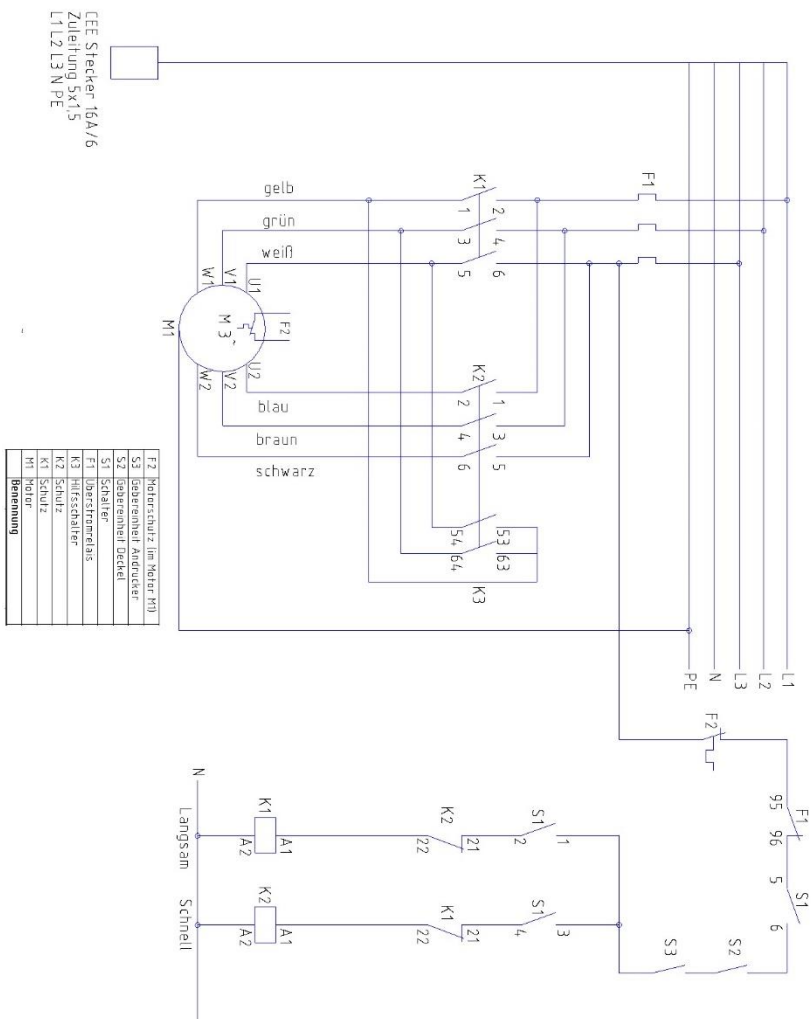 CEE Stecker 16A/6
Zuleitung 5x1,5
L1 L2 L3 N PE
L1
L2
L3
N
PE
F1
K1
2
4
6
1
3
5
gelb
grün
weiß
W1
V1
U1
M
3~
F2
M1
W2
V2
U2
blau
braun
schwarz
K2
1
3
5
2
4
6
53
63
54
64
K3
F2
F1
95
96
S1
5
6
S2
S3
S1
1
2
S1
3
4
K2
21
22
K1
21
22
K1
A1
A2
K2
A1
A2
N
Langsam
Schnell
F2 Motorschutz (im Motor M1)
S3 Gebereinheit Andrücker
S2 Gebereinheit Deckel
S1 Schalter
F1 Überstromrelais
K3 Hilfsschalter
K2 Schütz
K1 Schütz
M1 Motor
Benennung